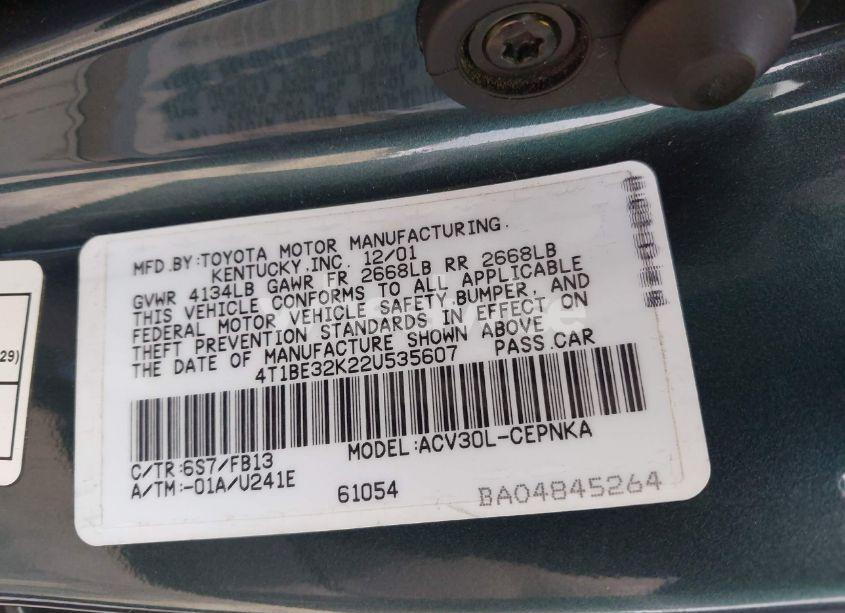 MFD.BY:TOYOTA MOTOR MANUFACTURING.
KENTUCKY,INC. 12/01
GVWR 4134LB GAWR FR 2668LB RR 2668LB
THIS VEHICLE CONFORMS TO ALL APPLICABLE
FEDERAL MOTOR VEHICLE SAFETY,BUMPER, AND
THEFT PREVENTION STANDARDS IN EFFECT ON
THE DATE OF MANUFACTURE SHOWN ABOVE
4T1BE32K22U535607 PASS.CAR
C/TR:6S7/FB13 MODEL:ACV30L-CEPNKA
A/TM:-01A/U241E 61054 BA04845264
29)